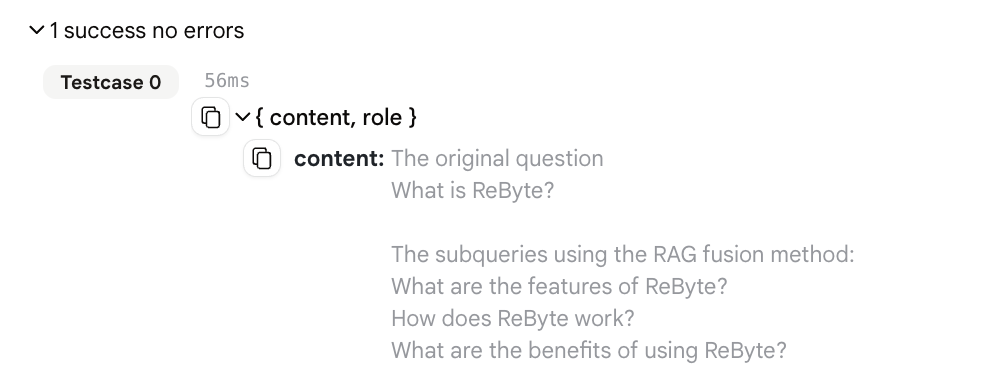 1 success no errors
Testcase 0 56ms
{ content, role }
content: The original question
What is ReByte?
The subqueries using the RAG fusion method:
What are the features of ReByte?
How does ReByte work?
What are the benefits of using ReByte?